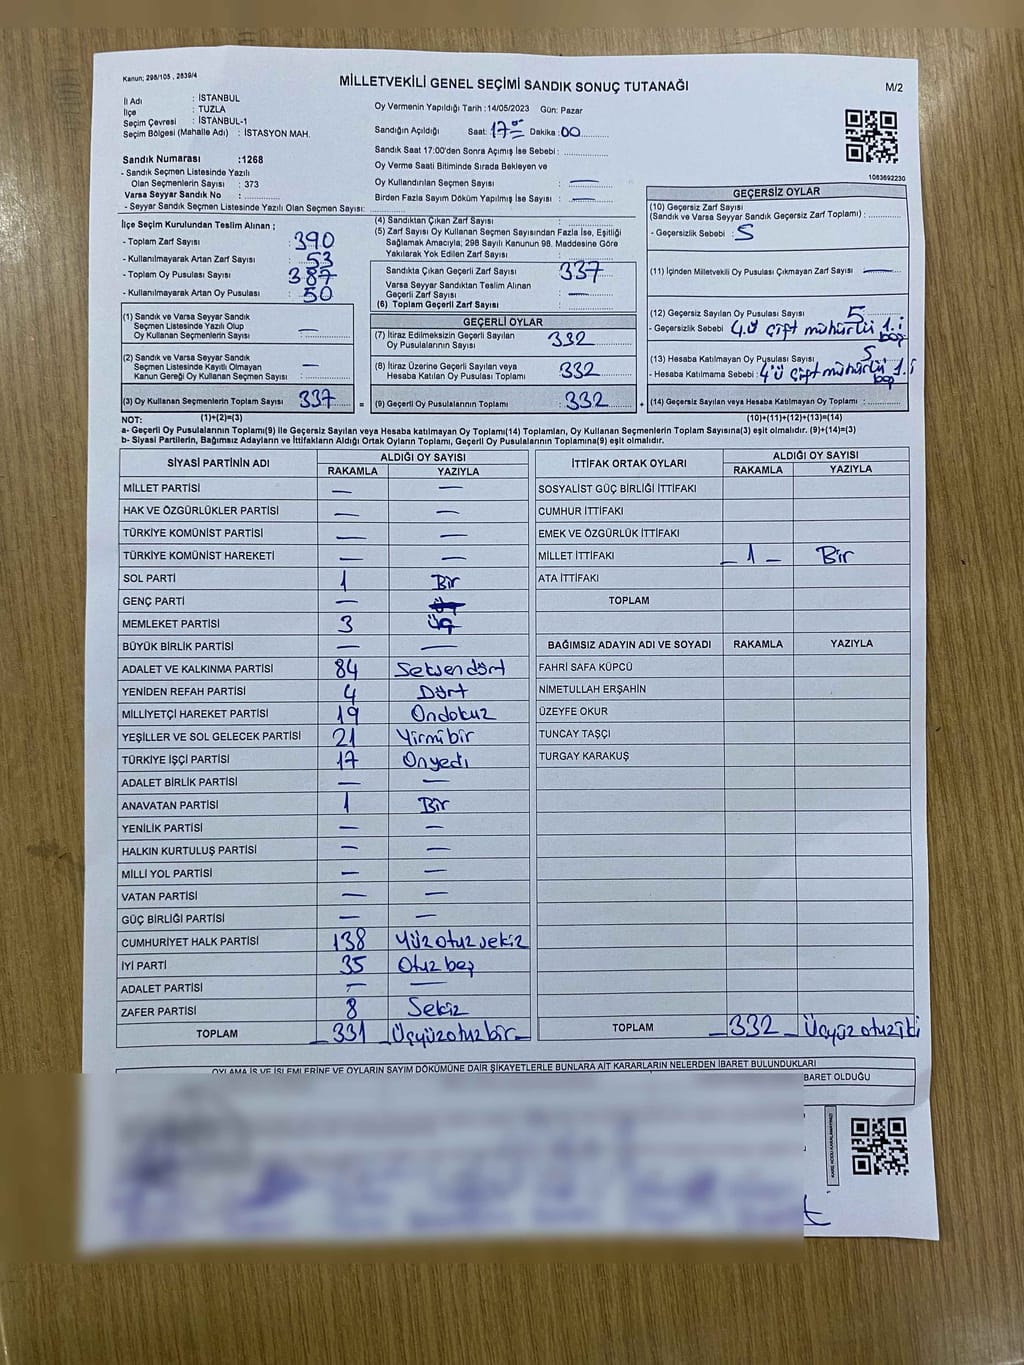 Kanun; 298/105 , 2839/4
MİLLETVEKİLİ GENEL SEÇİMİ SANDIK SONUÇ TUTANAĞI
M/2
İl Adı : İSTANBUL
İlçe : TUZLA
Seçim Çevresi : İSTANBUL-1
Seçim Bölgesi (Mahalle Adı) : İSTASYON MAH.
Sandık Numarası :1268
- Sandık Seçmen Listesinde Yazılı
Olan Seçmenlerin Sayısı : 373
Varsa Seyyar Sandık No :
- Seyyar Sandık Seçmen Listesinde Yazılı Olan Seçmen Sayısı:
Oy Vermenin Yapıldığı Tarih :14/05/2023 Gün: Pazar
Sandığın Açıldığı Saat: 17 Dakika : 00
Sandık Saat 17:00'den Sonra Açımış İse Sebebi :
Oy Verme Saati Bitiminde Sırada Bekleyen ve
Oy Kullandırılan Seçmen Sayısı —
Birden Fazla Sayım Döküm Yapılmış İse Sayısı : —
1063692230
İlçe Seçim Kurulundan Teslim Alınan ;
- Toplam Zarf Sayısı : 390
- Kullanılmayarak Artan Zarf Sayısı : 53
- Toplam Oy Pusulası Sayısı : 387
- Kullanılmayarak Artan Oy Pusulası : 50
(1) Sandık ve Varsa Seyyar Sandık
Seçmen Listesinde Yazılı Olup
Oy Kullanan Seçmenlerin Sayısı : —
(2) Sandık ve Varsa Seyyar Sandık
Seçmen Listesinde Kayıtlı Olmayan
Kanun Gereği Oy Kullanan Seçmen Sayısı : —
(3) Oy Kullanan Seçmenlerin Toplam Sayısı : 337
(1)+(2)=(3)
(4) Sandıktan Çıkan Zarf Sayısı :
(5) Zarf Sayısı Oy Kullanan Seçmen Sayısından Fazla İse, Eşitliği
Sağlamak Amacıyla; 298 Sayılı Kanunun 98. Maddesine Göre
Yakılarak Yok Edilen Zarf Sayısı :
Sandıkta Çıkan Geçerli Zarf Sayısı : 337
Varsa Seyyar Sandıktan Teslim Alınan
Geçerli Zarf Sayısı : —
(6) Toplam Geçerli Zarf Sayısı :
GEÇERLİ OYLAR
(7) İtiraz Edilmeksizin Geçerli Sayılan
Oy Pusulalarının Sayısı : 332
(8) İtiraz Üzerine Geçerli Sayılan veya
Hesaba Katılan Oy Pusulası Toplamı : 332
= (9) Geçerli Oy Pusulalarının Toplamı : 332 +
GEÇERSİZ OYLAR
(10) Geçersiz Zarf Sayısı
(Sandık ve Varsa Seyyar Sandık Geçersiz Zarf Toplamı) :
- Geçersizlik Sebebi : 5
(11) İçinden Milletvekili Oy Pusulası Çıkmayan Zarf Sayısı : —
(12) Geçersiz Sayılan Oy Pusulası Sayısı : 5
- Geçersizlik Sebebi : 4.ü çift mühürlü 1.i boş
(13) Hesaba Katılmayan Oy Pusulası Sayısı : 5
- Hesaba Katılmama Sebebi : 4'ü çift mühürlü 1.i boş
(14) Geçersiz Sayılan veya Hesaba Katılmayan Oy Toplamı :
(10)+(11)+(12)+(13)=(14)
NOT:
a- Geçerli Oy Pusulalarının Toplamı(9) ile Geçersiz Sayılan veya Hesaba katılmayan Oy Toplamı(14) Toplamları, Oy Kullanan Seçmenlerin Toplam Sayısına(3) eşit olmalıdır. (9)+(14)=(3)
b- Siyasi Partilerin, Bağımsız Adayların ve İttifakların Aldığı Ortak Oyların Toplamı, Geçerli Oy Pusulalarının Toplamına(9) eşit olmalıdır.
SİYASİ PARTİNİN ADI ALDIĞI OY SAYISI
RAKAMLA YAZIYLA
MİLLET PARTİSİ — —
HAK VE ÖZGÜRLÜKLER PARTİSİ — —
TÜRKİYE KOMÜNİST PARTİSİ — —
TÜRKİYE KOMÜNİST HAREKETİ — —
SOL PARTİ 1 Bir
GENÇ PARTİ —
MEMLEKET PARTİSİ 3 Üç
BÜYÜK BİRLİK PARTİSİ — —
ADALET VE KALKINMA PARTİSİ 84 Seksendört
YENİDEN REFAH PARTİSİ 4 Dört
MİLLİYETÇİ HAREKET PARTİSİ 19 Ondokuz
YEŞİLLER VE SOL GELECEK PARTİSİ 21 Yirmibir
TÜRKİYE İŞÇİ PARTİSİ 17 Onyedi
ADALET BİRLİK PARTİSİ — —
ANAVATAN PARTİSİ 1 Bir
YENİLİK PARTİSİ — —
HALKIN KURTULUŞ PARTİSİ — —
MİLLİ YOL PARTİSİ — —
VATAN PARTİSİ — —
GÜÇ BİRLİĞİ PARTİSİ — —
CUMHURİYET HALK PARTİSİ 138 Yüzotuzsekiz
İYİ PARTİ 35 Otuzbeş
ADALET PARTİSİ — —
ZAFER PARTİSİ 8 Sekiz
TOPLAM 331 Üçyüzotuzbir
İTTİFAK ORTAK OYLARI ALDIĞI OY SAYISI
RAKAMLA YAZIYLA
SOSYALİST GÜÇ BİRLİĞİ İTTİFAKI
CUMHUR İTTİFAKI
EMEK VE ÖZGÜRLÜK İTTİFAKI
MİLLET İTTİFAKI 1 Bir
ATA İTTİFAKI
TOPLAM
BAĞIMSIZ ADAYIN ADI VE SOYADI RAKAMLA YAZIYLA
FAHRİ SAFA KÜPCÜ
NİMETULLAH ERŞAHİN
ÜZEYFE OKUR
TUNCAY TAŞÇI
TURGAY KARAKUŞ
TOPLAM 332 Üçyüzotuziki
OYLAMA İŞ VE İŞLEMLERİNE VE OYLARIN SAYIM DÖKÜMÜNE DAİR ŞİKAYETLERLE BUNLARA AİT KARARLARIN NELERDEN İBARET BULUNDUKLARI
BARET OLDUĞU